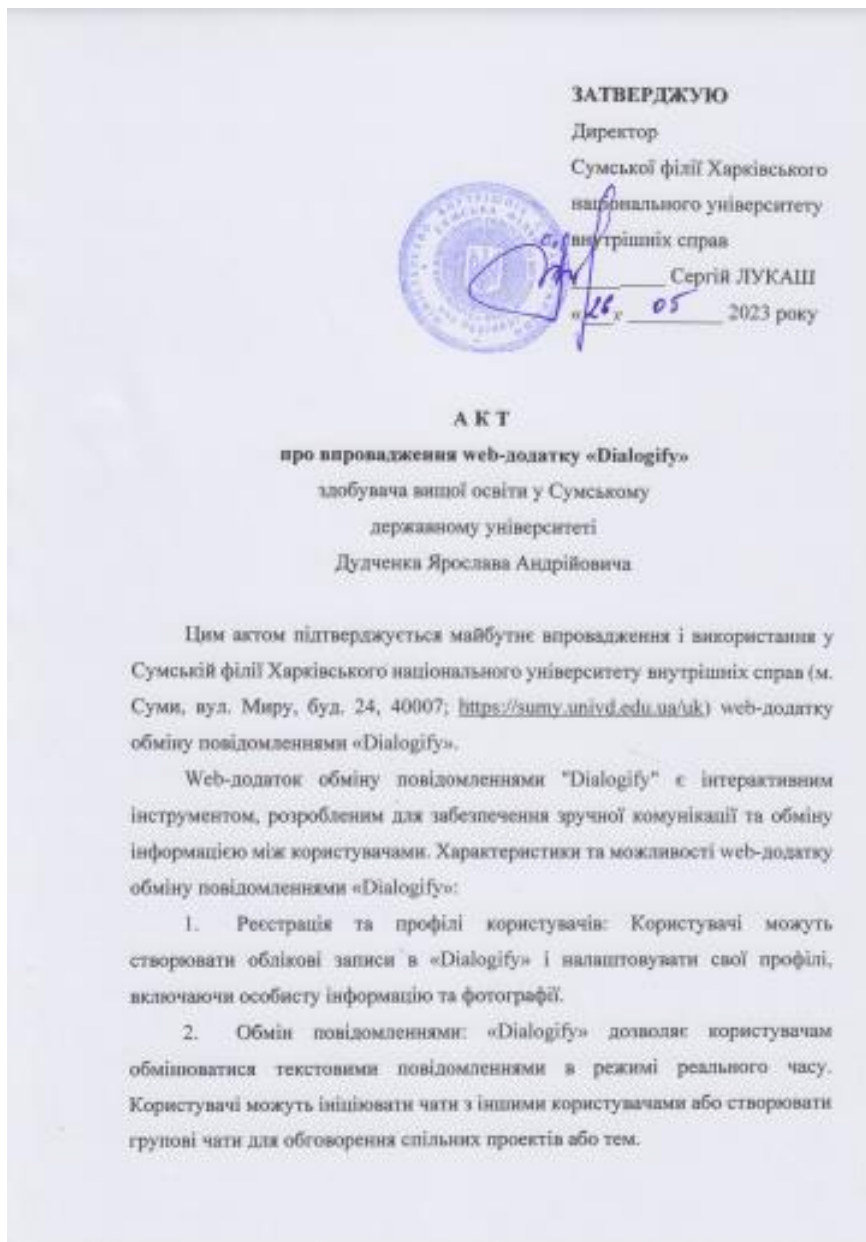 ЗАТВЕРДЖУЮ
Директор
Сумської філії Харківського
національного університету
внутрішніх справ
Сергій ЛУКАШ
«26» 05 2023 року
А К Т
про впровадження web-додатку «Dialogify»
здобувача вищої освіти у Сумському
державному університеті
Дудченка Ярослава Андрійовича
Цим актом підтверджується майбутнє впровадження і використання у
Сумській філії Харківського національного університету внутрішніх справ (м.
Суми, вул. Миру, буд. 24, 40007; https://sumy.univd.edu.ua/uk) web-додатку
обміну повідомленнями «Dialogify».
Web-додаток обміну повідомленнями "Dialogify" є інтерактивним
інструментом, розробленим для забезпечення зручної комунікації та обміну
інформацією між користувачами. Характеристики та можливості web-додатку
обміну повідомленнями «Dialogify»:
1. Реєстрація та профілі користувачів: Користувачі можуть
створювати облікові записи в «Dialogify» і налаштовувати свої профілі,
включаючи особисту інформацію та фотографії.
2. Обмін повідомленнями: «Dialogify» дозволяє користувачам
обмінюватися текстовими повідомленнями в режимі реального часу.
Користувачі можуть ініціювати чати з іншими користувачами або створювати
групові чати для обговорення спільних проектів або тем.